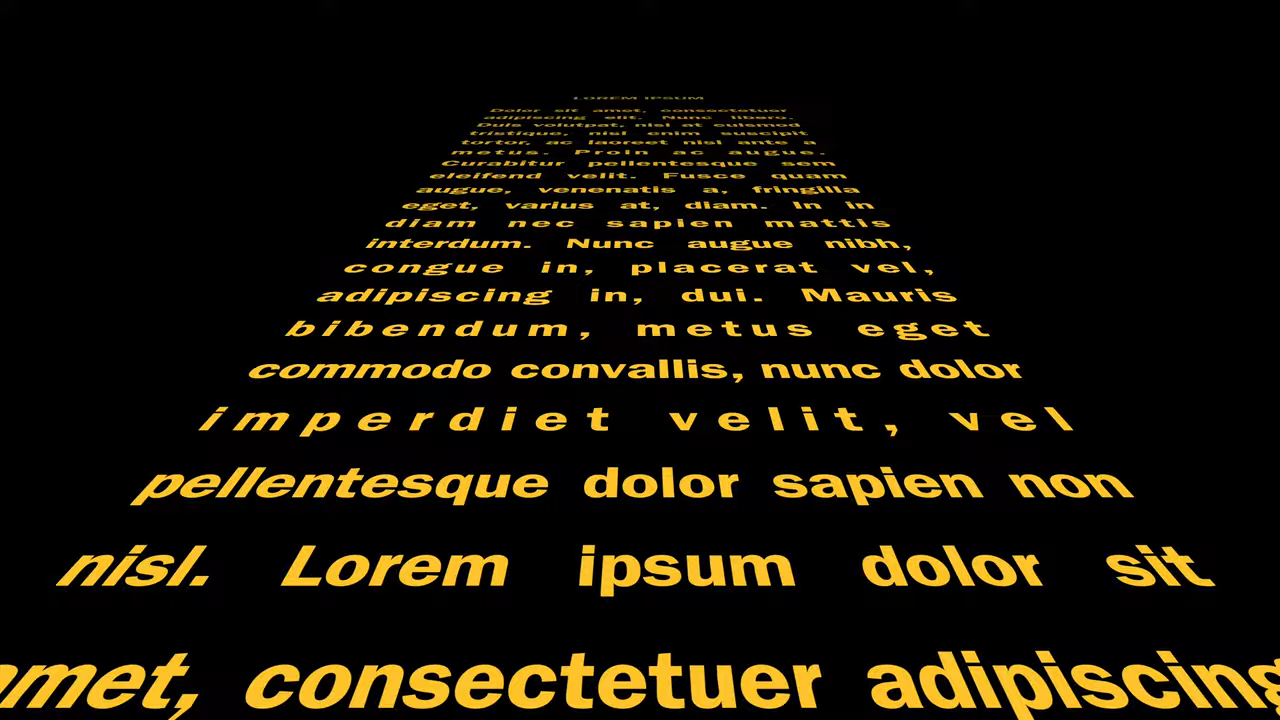 LOREM IPSUM
Dolor sit amet, consectetuer
adipiscing elit. Nunc libero.
Duis volutpat, nisl at euismod
tristique, nisl enim suscipit
tortor, ac laoreet nisl ante a
metus. Proin ac augue.
Curabitur pellentesque sem
eleifend velit. Fusce quam
augue, venenatis a, fringilla
eget, varius at, diam. In in
diam nec sapien mattis
interdum. Nunc augue nibh,
congue in, placerat vel,
adipiscing in, dui. Mauris
bibendum, metus eget
commodo convallis, nunc dolor
imperdiet velit, vel
pellentesque dolor sapien non
nisl. Lorem ipsum dolor sit
amet, consectetuer adipiscing